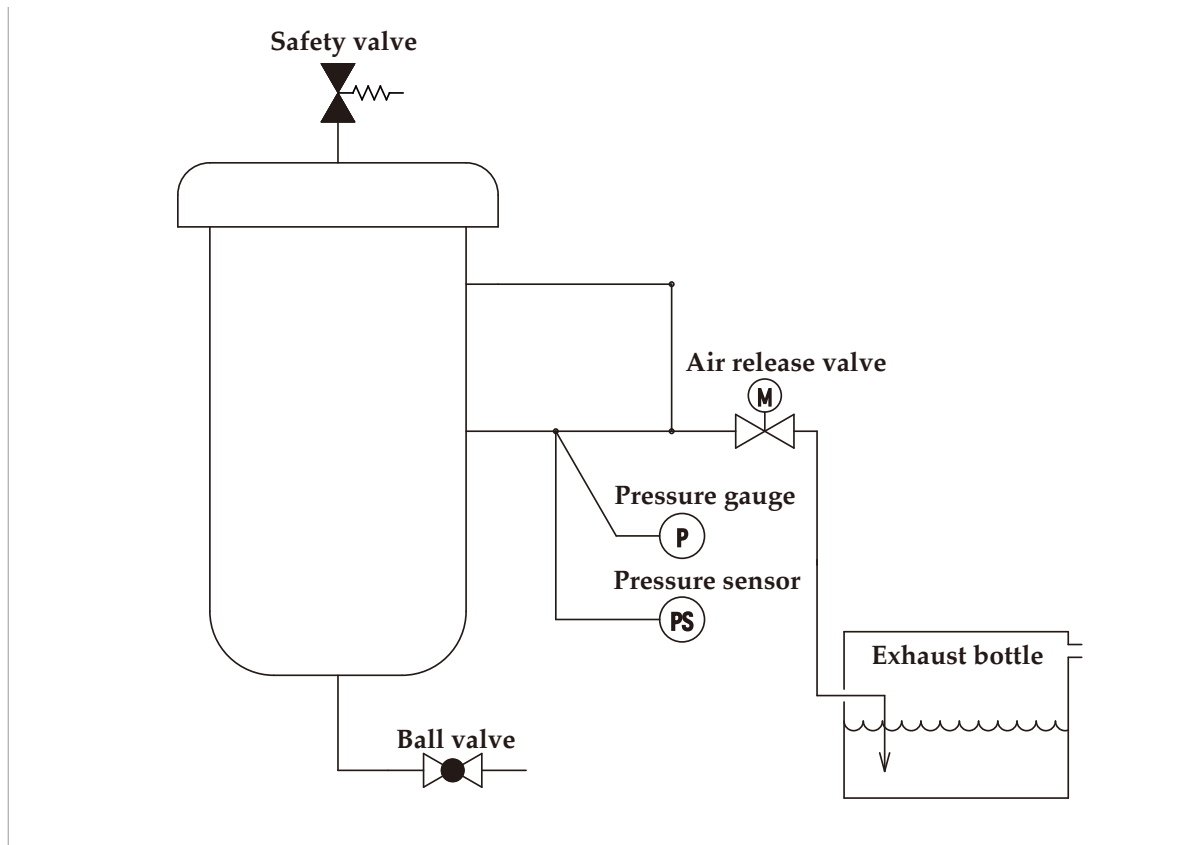 Safety valve
Air release valve
M
Pressure gauge
P
Pressure sensor
PS
Exhaust bottle
Ball valve